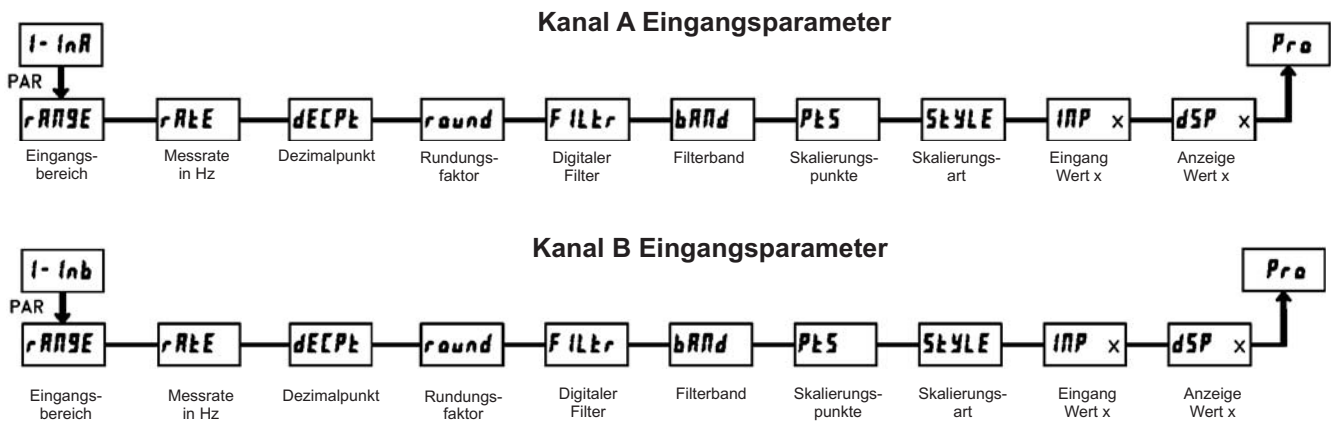 Kanal A Eingangsparameter
1-InA
Pro
PAR
rANGE
rAtE
dECPt
round
FILtr
bANd
PtS
StYLE
INP x
dSP x
Eingangs-
bereich
Messrate
in Hz
Dezimalpunkt
Rundungs-
faktor
Digitaler
Filter
Filterband
Skalierungs-
punkte
Skalierungs-
art
Eingang
Wert x
Anzeige
Wert x
Kanal B Eingangsparameter
1-Inb
Pro
PAR
rANGE
rAtE
dECPt
round
FILtr
bANd
PtS
StYLE
INP x
dSP x
Eingangs-
bereich
Messrate
in Hz
Dezimalpunkt
Rundungs-
faktor
Digitaler
Filter
Filterband
Skalierungs-
punkte
Skalierungs-
art
Eingang
Wert x
Anzeige
Wert x